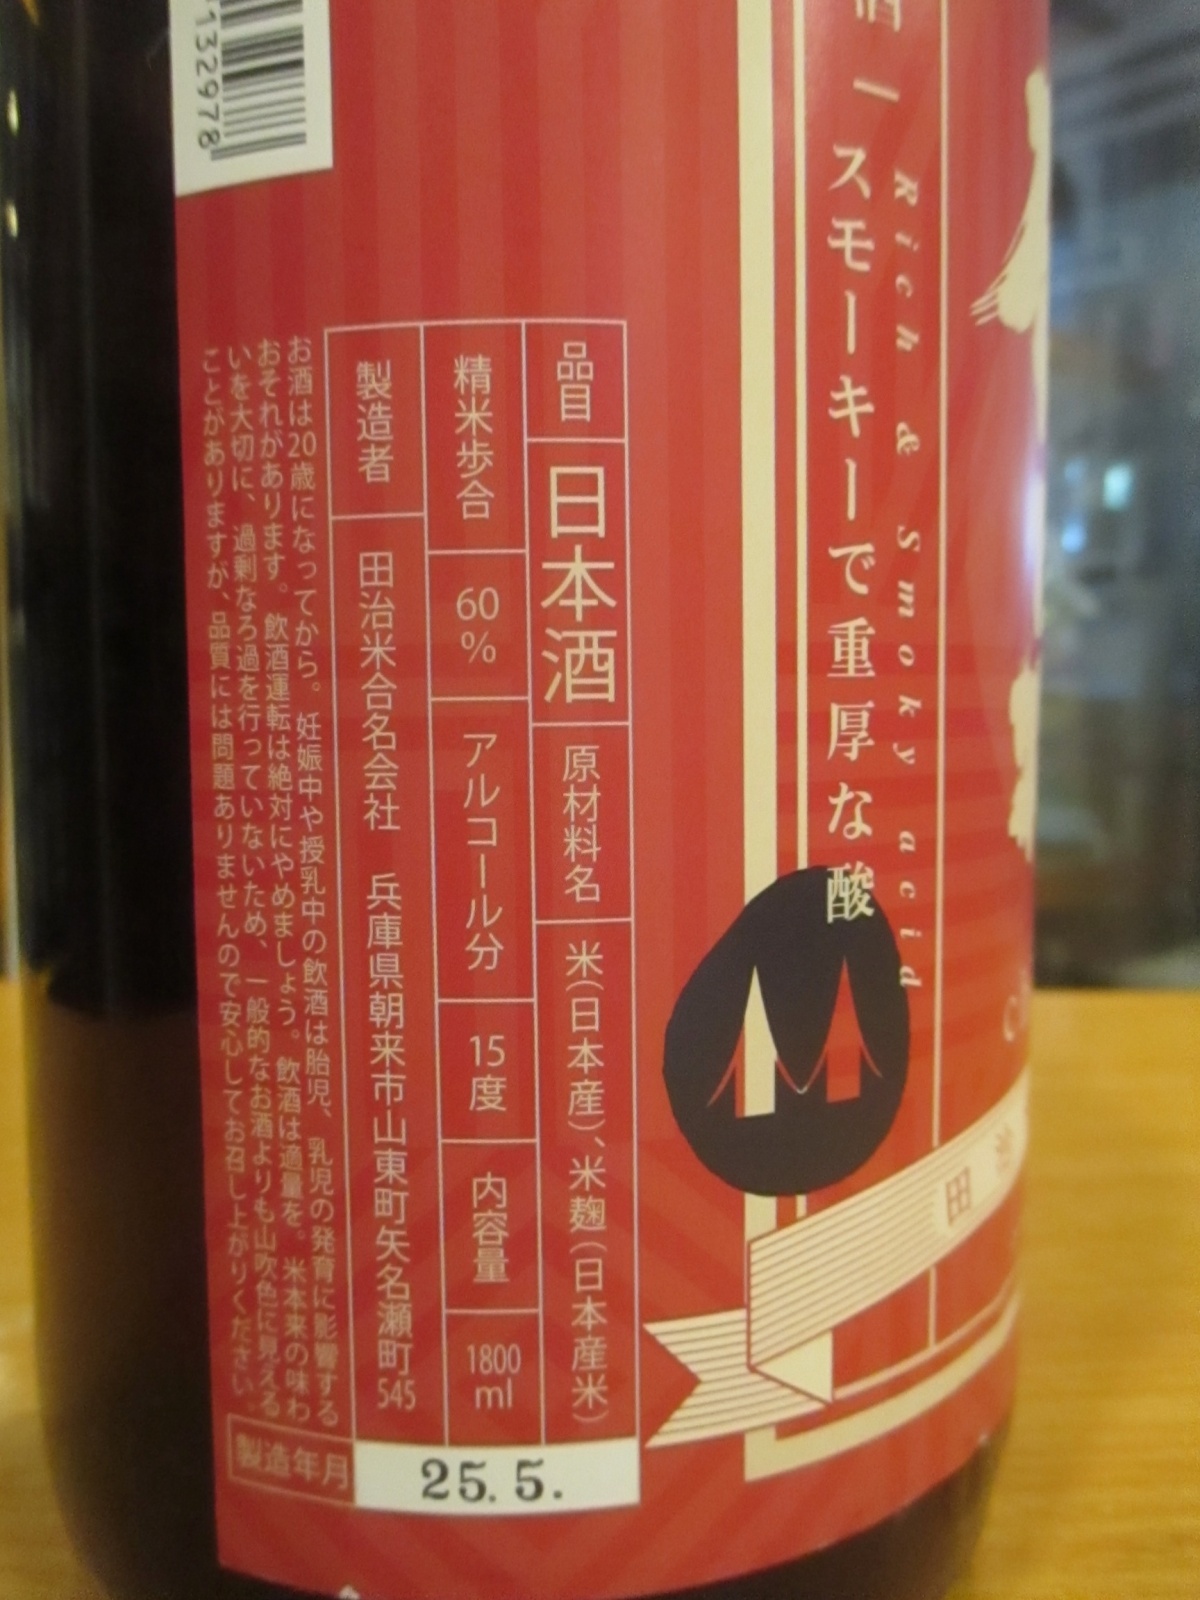 スモーキーで重厚な酸
Rich & Smoky acid
田治
品目 日本酒 原材料名 米(日本産)、米麹(日本産米)
精米歩合 60% アルコール分 15度 内容量 1800ml
製造者 田治米合名会社 兵庫県朝来市山東町矢名瀬町545
お酒は20歳になってから。妊娠中や授乳中の飲酒は胎児、乳児の発育に影響する
おそれがあります。飲酒運転は絶対にやめましょう。飲酒は適量を。米本来の味わ
いを大切に、過剰なろ過を行っていないため、一般的なお酒よりも山吹色に見える
ことがありますが、品質には問題ありませんので安心してお召し上がりください。
製造年月 25.5.
132978